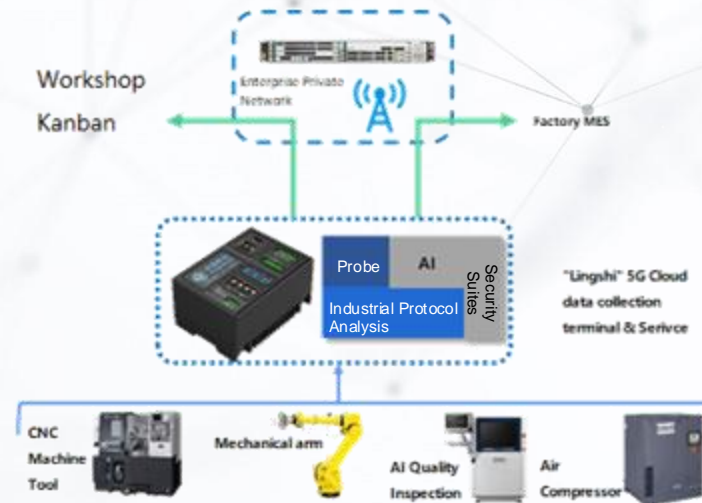 Workshop
Kanban
Enterprise Private
Network
Factory MES
Probe
AI
Security
Suites
Industrial Protocol
Analysis
"Lingshi" 5G Cloud
data collection
terminal & Serivce
CNC
Machine
Tool
Mechanical arm
AI Quality
Inspection
Air
Compressor